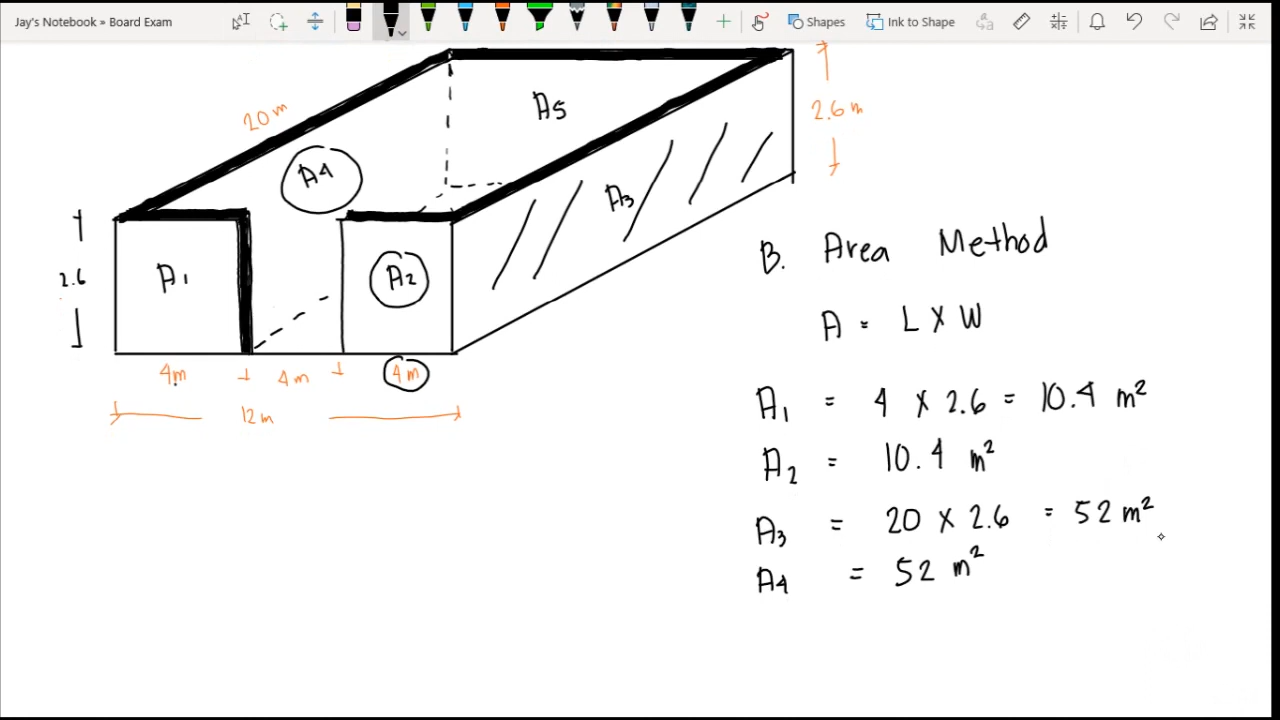 Jay's Notebook » Board Exam
Shapes
Ink to Shape
20 m
A5
2.6 m
A4
A3
A1
A2
2.6
4m
4m
4m
12m
B. Area Method
A = L X W
A1 = 4 X 2.6 = 10.4 m²
A2 = 10.4 m²
A3 = 20 X 2.6 = 52 m²
A4 = 52 m²